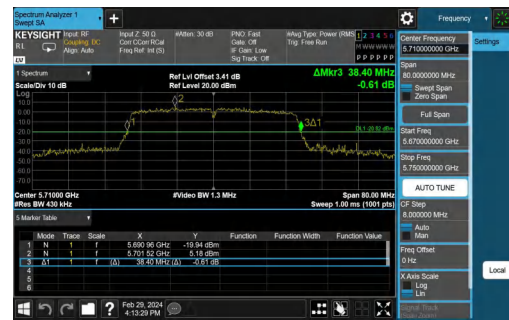 Spectrum Analyzer 1
Swept SA
+
Frequency
KEYSIGHT
Input: RF
Input Z: 50 Ω
#Atten: 30 dB
PNO: Fast
#Avg Type: Power (RMS)
1 2 3 4 5 6
RL
Coupling: DC
Corr CCorr RCal
Gate: Off
Trig: Free Run
Align: Auto
Freq Ref: Int (S)
IF Gain: Low
Sig Track: Off
M W W W W W
P P P P P P
LU
Center Frequency
5.710000000 GHz
Settings
1 Spectrum
Ref Lvl Offset 3.41 dB
ΔMkr3 38.40 MHz
Scale/Div 10 dB
Ref Level 20.00 dBm
-0.61 dB
Span
80.0000000 MHz
Swept Span
Zero Span
Full Span
Start Freq
5.670000000 GHz
Stop Freq
5.750000000 GHz
AUTO TUNE
CF Step
8.000000 MHz
Auto
Man
Freq Offset
0 Hz
X Axis Scale
Log
Lin
Signal Track
Local
Log
10.0
0.00
-10.0
-20.0
-30.0
-40.0
-50.0
-60.0
-70.0
1
2
3Δ1
Center 5.71000 GHz
#Video BW 1.3 MHz
Span 80.00 MHz
#Res BW 430 kHz
Sweep 1.00 ms (1001 pts)
5 Marker Table
Mode Trace Scale X Y Function Function Width Function Value
1 N 1 f 5.690 96 GHz -19.94 dBm
2 N 1 f 5.701 52 GHz 5.18 dBm
3 Δ1 1 f (Δ) 38.40 MHz (Δ) -0.61 dB
4
5
6
?
Feb 29, 2024
4:13:29 PM